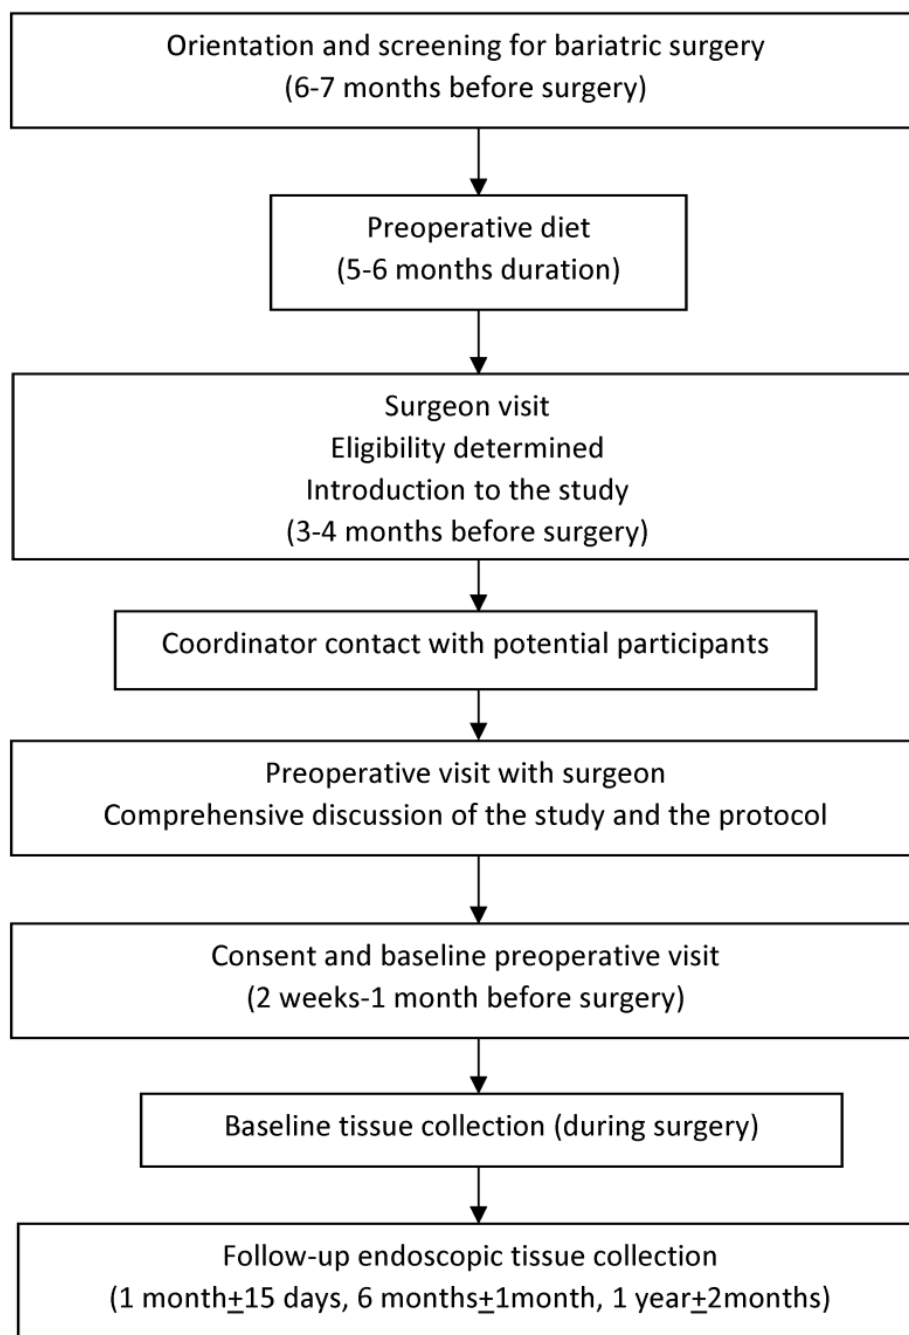 Orientation and screening for bariatric surgery
(6-7 months before surgery)
Preoperative diet
(5-6 months duration)
Surgeon visit
Eligibility determined
Introduction to the study
(3-4 months before surgery)
Coordinator contact with potential participants
Preoperative visit with surgeon
Comprehensive discussion of the study and the protocol
Consent and baseline preoperative visit
(2 weeks-1 month before surgery)
Baseline tissue collection (during surgery)
Follow-up endoscopic tissue collection
(1 month±15 days, 6 months±1month, 1 year±2months)